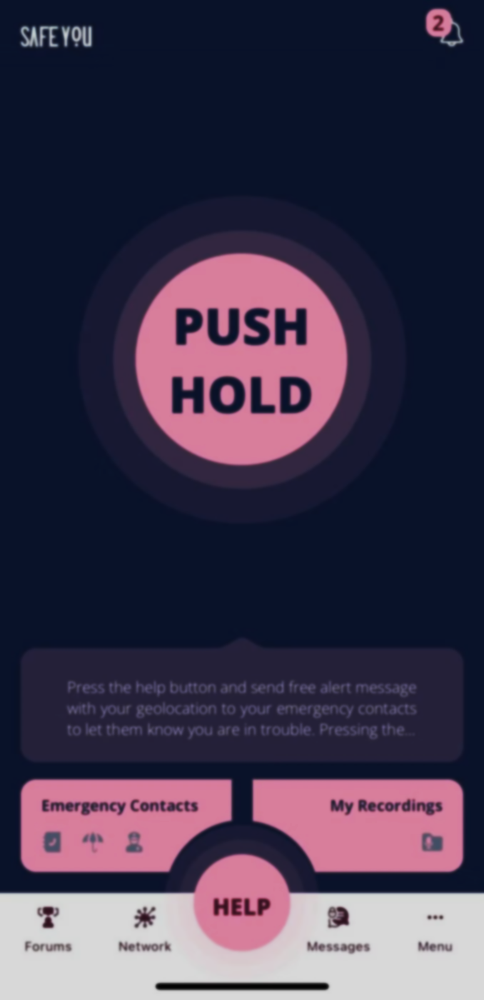 SAFE YOU
2
PUSH
HOLD
Press the help button and send free alert message
with your geolocation to your emergency contacts
to let them know you are in trouble. Pressing the...
Emergency Contacts
My Recordings
HELP
Forums
Network
Messages
Menu